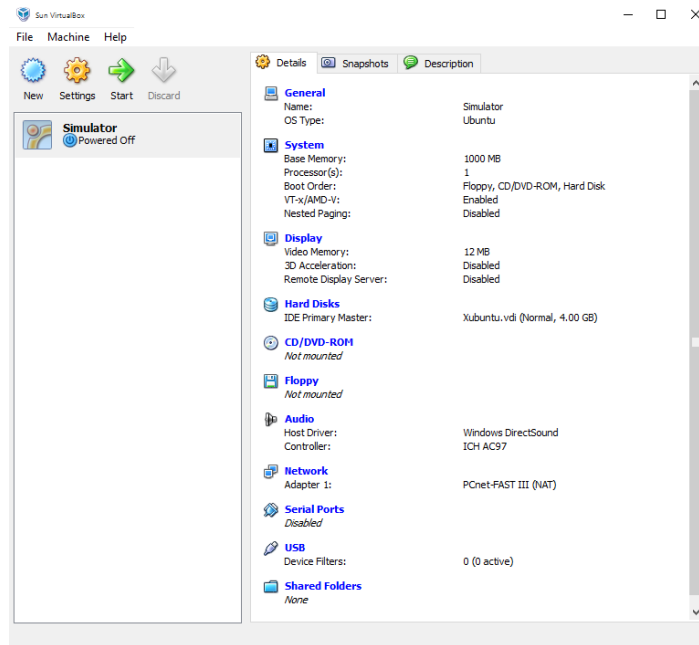 Sun VirtualBox
File Machine Help
New Settings Start Discard
Simulator
Powered Off
Details Snapshots Description
General
Name: Simulator
OS Type: Ubuntu
System
Base Memory: 1000 MB
Processor(s): 1
Boot Order: Floppy, CD/DVD-ROM, Hard Disk
VT-x/AMD-V: Enabled
Nested Paging: Disabled
Display
Video Memory: 12 MB
3D Acceleration: Disabled
Remote Display Server: Disabled
Hard Disks
IDE Primary Master: Xubuntu.vdi (Normal, 4.00 GB)
CD/DVD-ROM
Not mounted
Floppy
Not mounted
Audio
Host Driver: Windows DirectSound
Controller: ICH AC97
Network
Adapter 1: PCnet-FAST III (NAT)
Serial Ports
Disabled
USB
Device Filters: 0 (0 active)
Shared Folders
None